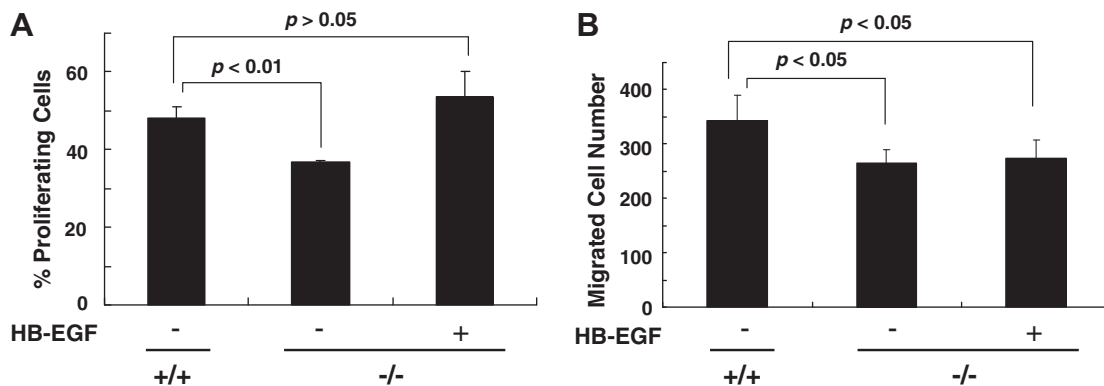 A
p > 0.05
p < 0.01
% Proliferating Cells
60
40
20
0
HB-EGF - - +
+/+ -/-
B
p < 0.05
p < 0.05
Migrated Cell Number
400
300
200
100
0
HB-EGF - - +
+/+ -/-